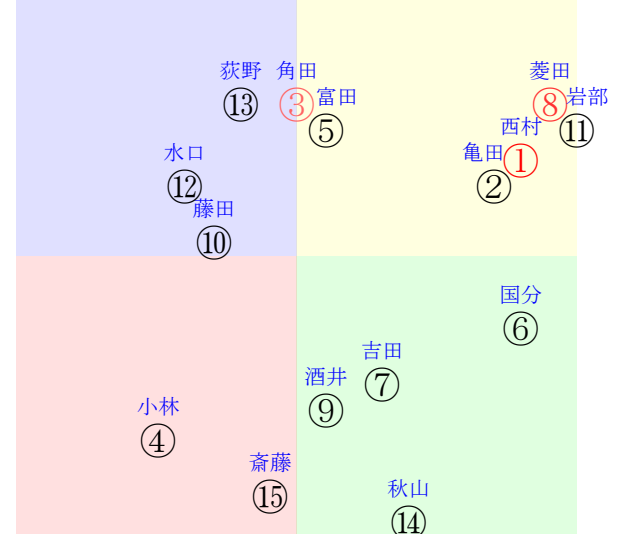 荻野
⑬
角田
③
富田
⑤
菱田
⑧
岩部
⑪
西村
①
亀田
②
水口
⑫
藤田
⑩
国分
⑥
吉田
⑦
酒井
⑨
小林
④
斎藤
⑮
秋山
⑭